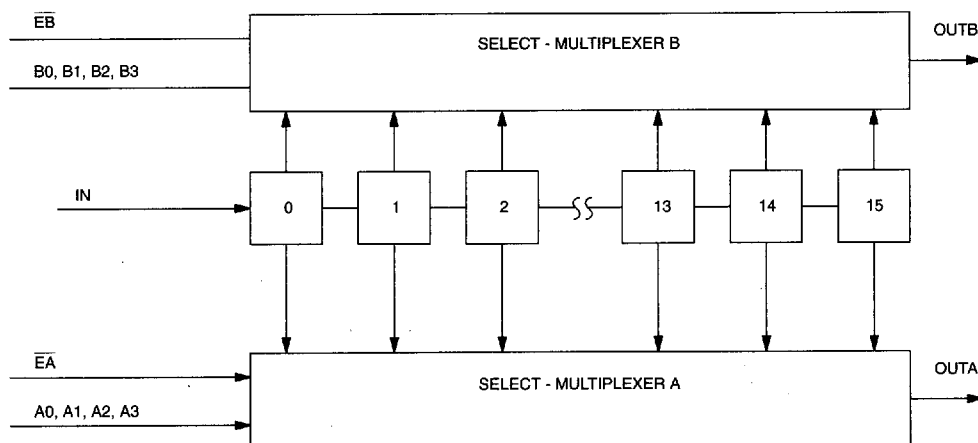 EB
SELECT - MULTIPLEXER B
OUTB
B0, B1, B2, B3
IN
0
1
2
13
14
15
EA
SELECT - MULTIPLEXER A
OUTA
A0, A1, A2, A3